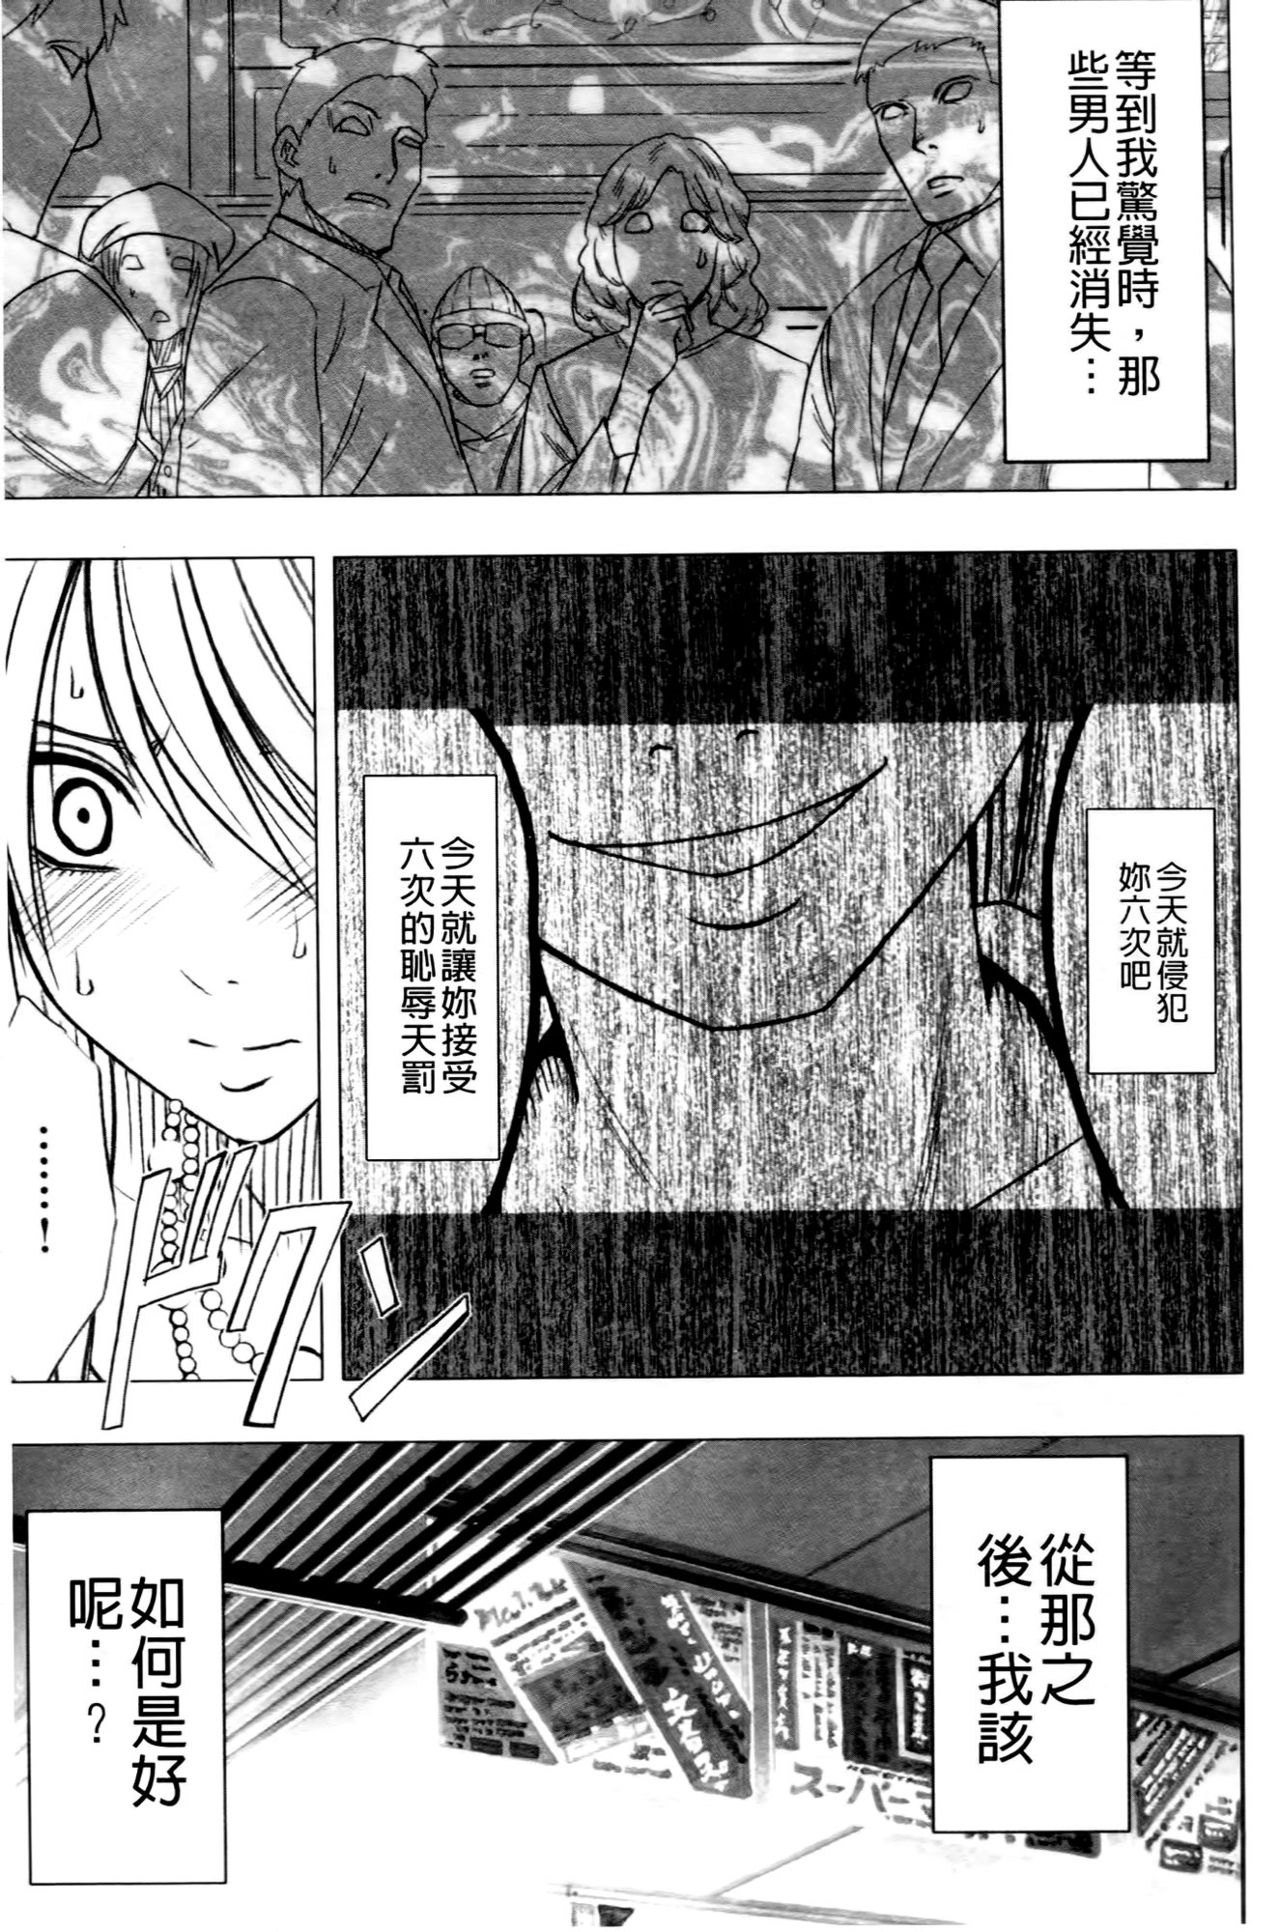 等到我驚覺時，那
些男人已經消失…
今天就侵犯
妳六次吧
今天就讓妳接受
六次的恥辱天罰
………！
ドックン
從那之
後…我該
スーパー
如何是好
呢…？